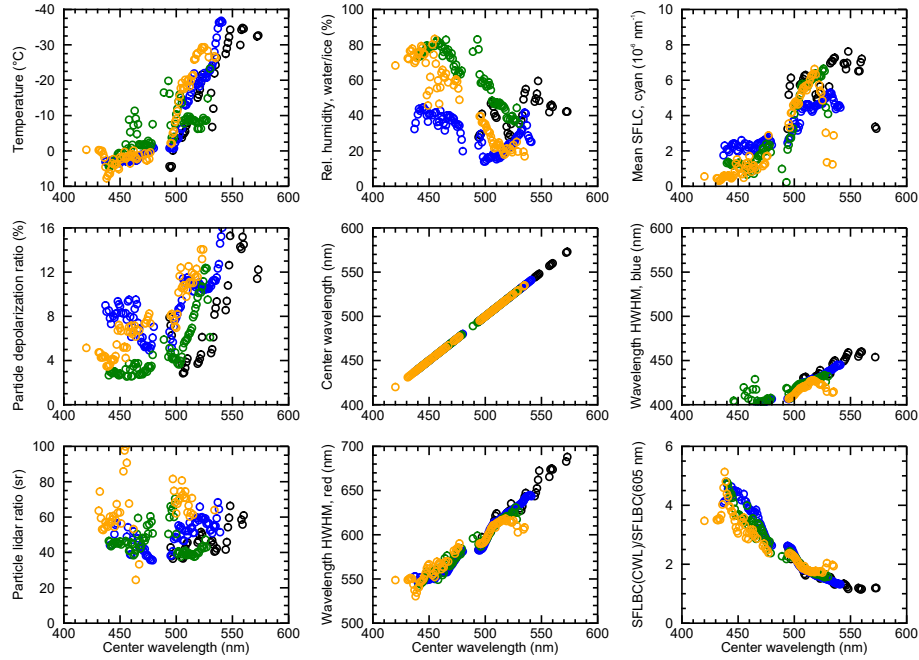 Temperature (°C)
-40
-30
-20
-10
0
10
400 450 500 550 600
Rel. humidity, water/ice (%)
100
80
60
40
20
0
400 450 500 550 600
Mean SFLC, cyan (10⁻⁶ nm⁻¹)
10
8
6
4
2
0
400 450 500 550 600
Particle depolarization ratio (%)
16
12
8
4
0
400 450 500 550 600
Center wavelength (nm)
600
550
500
450
400
400 450 500 550 600
Wavelength HWHM, blue (nm)
600
550
500
450
400
400 450 500 550 600
Particle lidar ratio (sr)
100
80
60
40
20
0
400 450 500 550 600
Center wavelength (nm)
Wavelength HWHM, red (nm)
700
650
600
550
500
400 450 500 550 600
Center wavelength (nm)
SFLBC(CWL)/SFLBC(605 nm)
6
4
2
0
400 450 500 550 600
Center wavelength (nm)